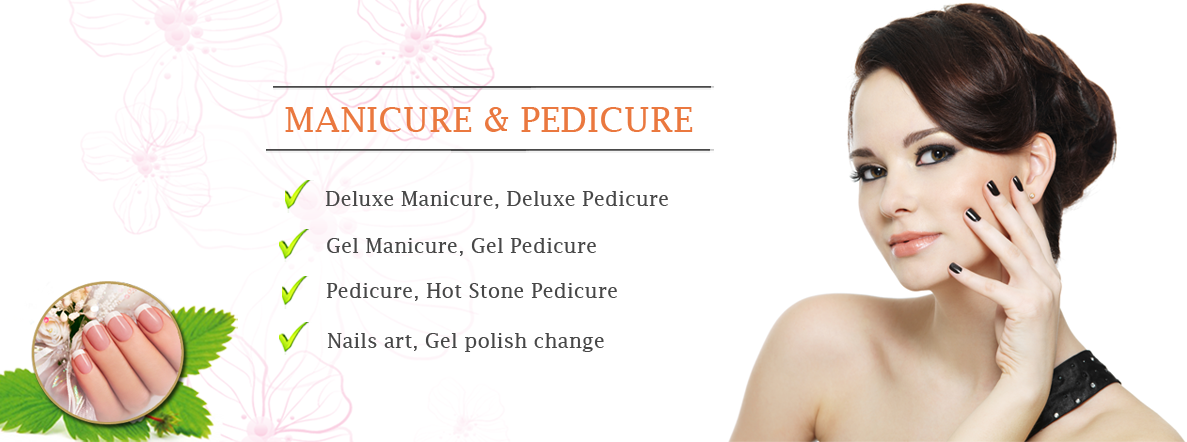 MANICURE & PEDICURE
Deluxe Manicure, Deluxe Pedicure
Gel Manicure, Gel Pedicure
Pedicure, Hot Stone Pedicure
Nails art, Gel polish change